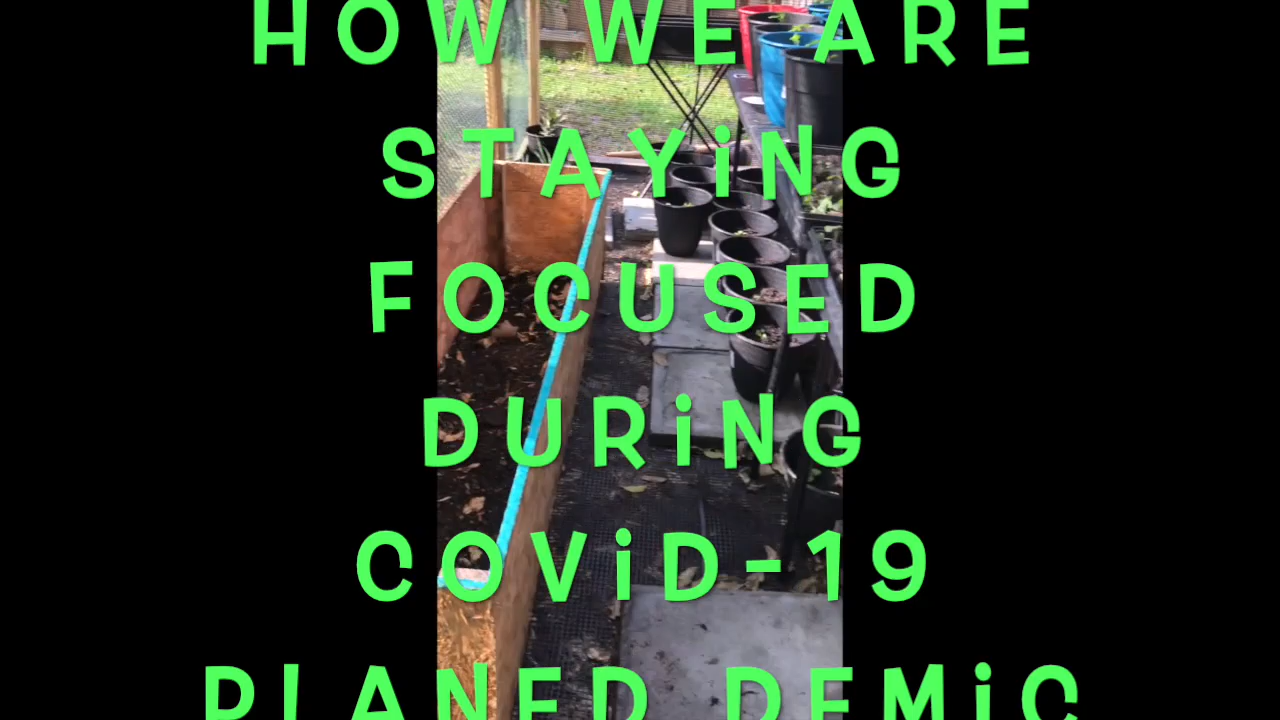 HOW WE ARE
STAYiNG
FOCUSED
DURiNG
COViD-19
PLANED DEMiC